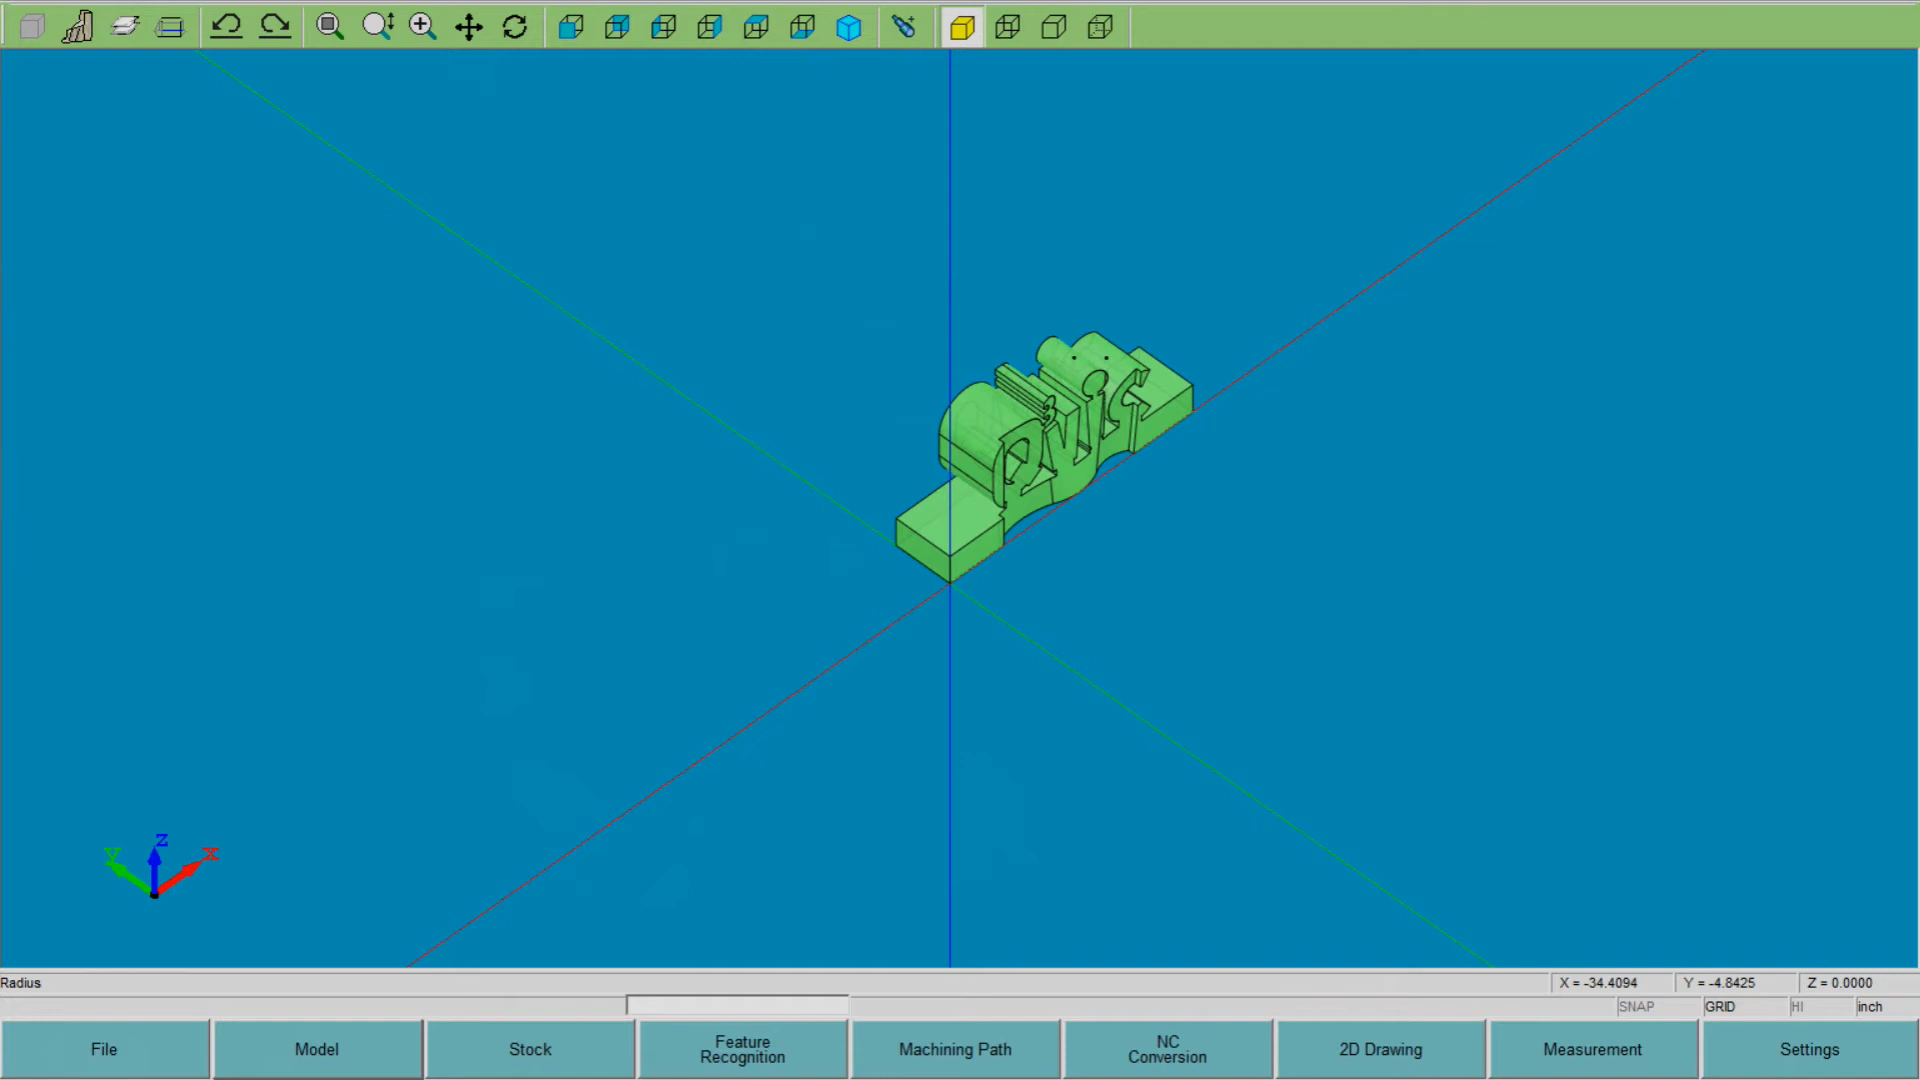 Z
Y
X
Radius
X = -34.4094
Y = -4.8425
Z = 0.0000
SNAP
GRID
HI
inch
File
Model
Stock
Feature
Recognition
Machining Path
NC
Conversion
2D Drawing
Measurement
Settings